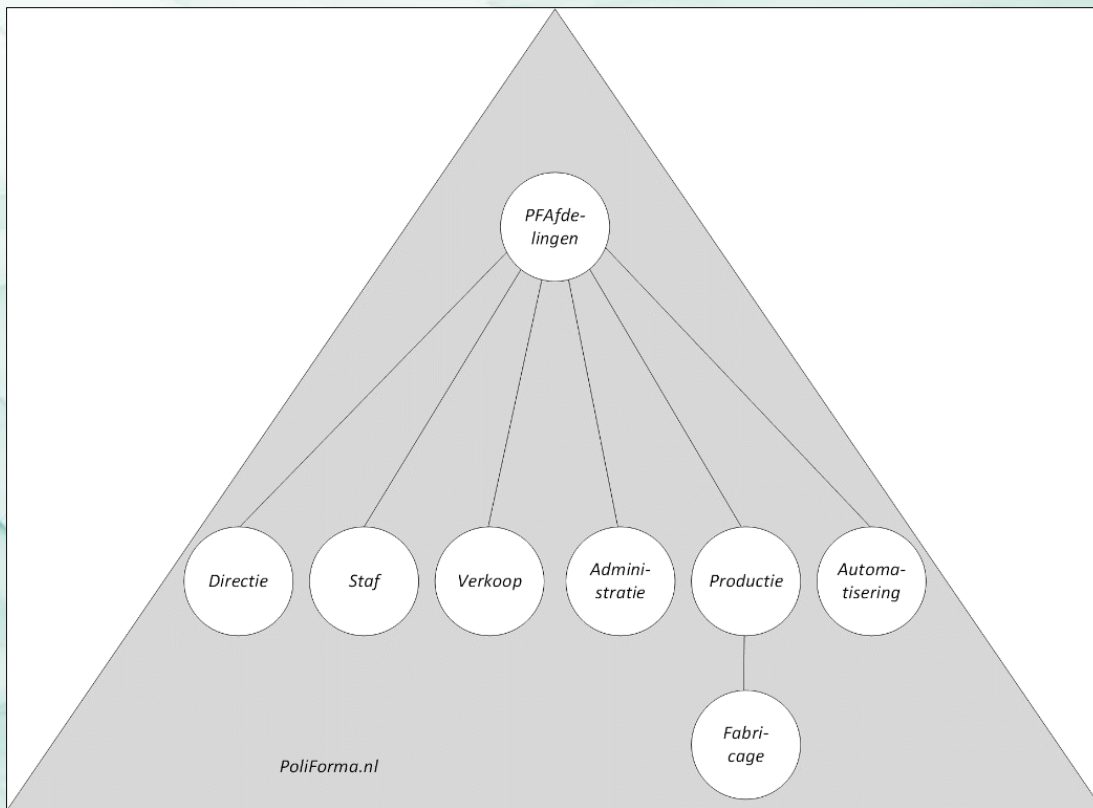 PFAfde-
lingen
Directie
Staf
Verkoop
Admini-
stratie
Productie
Automa-
tisering
Fabri-
cage
PoliForma.nl